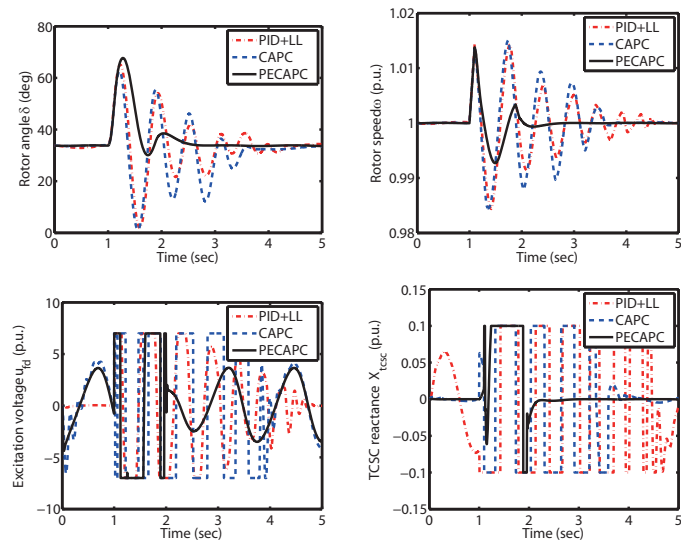 80
60
40
20
0
Rotor angle δ (deg)
0 1 2 3 4 5
Time (sec)
PID+LL
CAPC
PECAPC
1.02
1.01
1
0.99
0.98
Rotor speed ω (p.u.)
0 1 2 3 4 5
Time (sec)
PID+LL
CAPC
PECAPC
10
5
0
−5
−10
Excitation voltage u_fd (p.u.)
0 1 2 3 4 5
Time (sec)
PID+LL
CAPC
PECAPC
0.15
0.1
0.05
0
−0.05
−0.1
−0.15
TCSC reactance X_tcsc (p.u.)
0 1 2 3 4 5
Time (sec)
PID+LL
CAPC
PECAPC